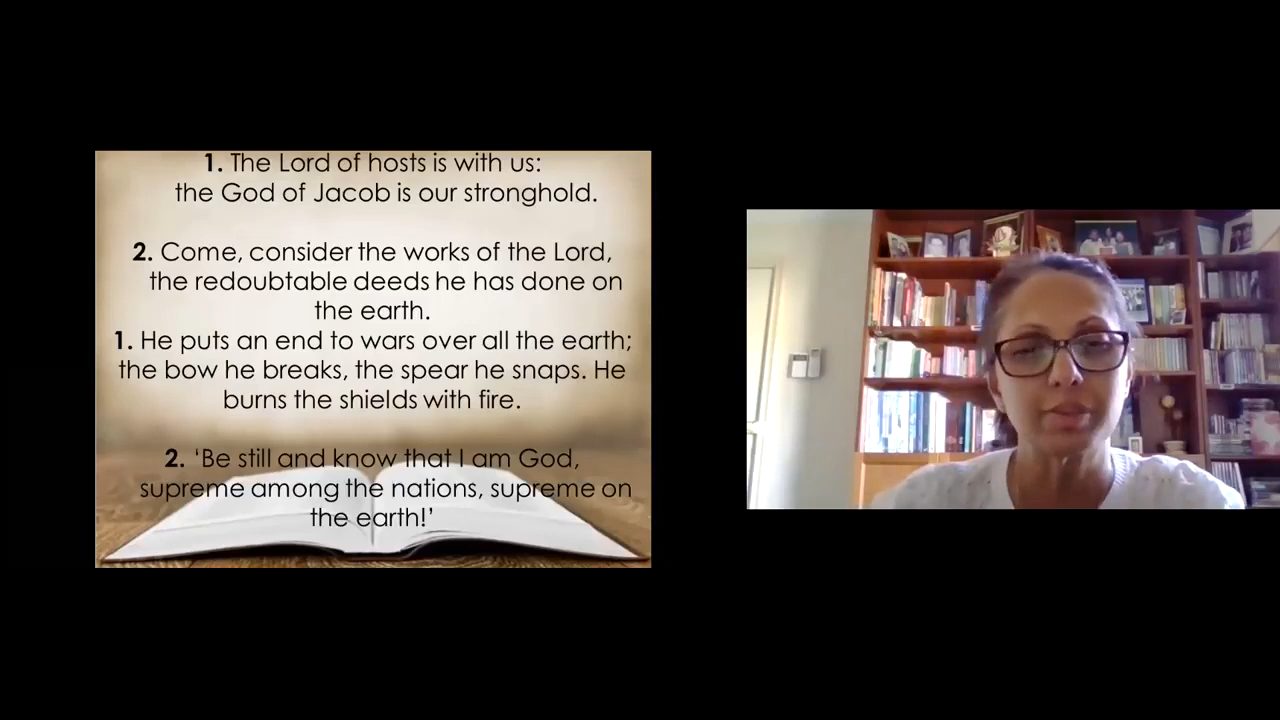 1. The Lord of hosts is with us:
the God of Jacob is our stronghold.
2. Come, consider the works of the Lord,
the redoubtable deeds he has done on
the earth.
1. He puts an end to wars over all the earth;
the bow he breaks, the spear he snaps. He
burns the shields with fire.
2. ‘Be still and know that I am God,
supreme among the nations, supreme on
the earth!’